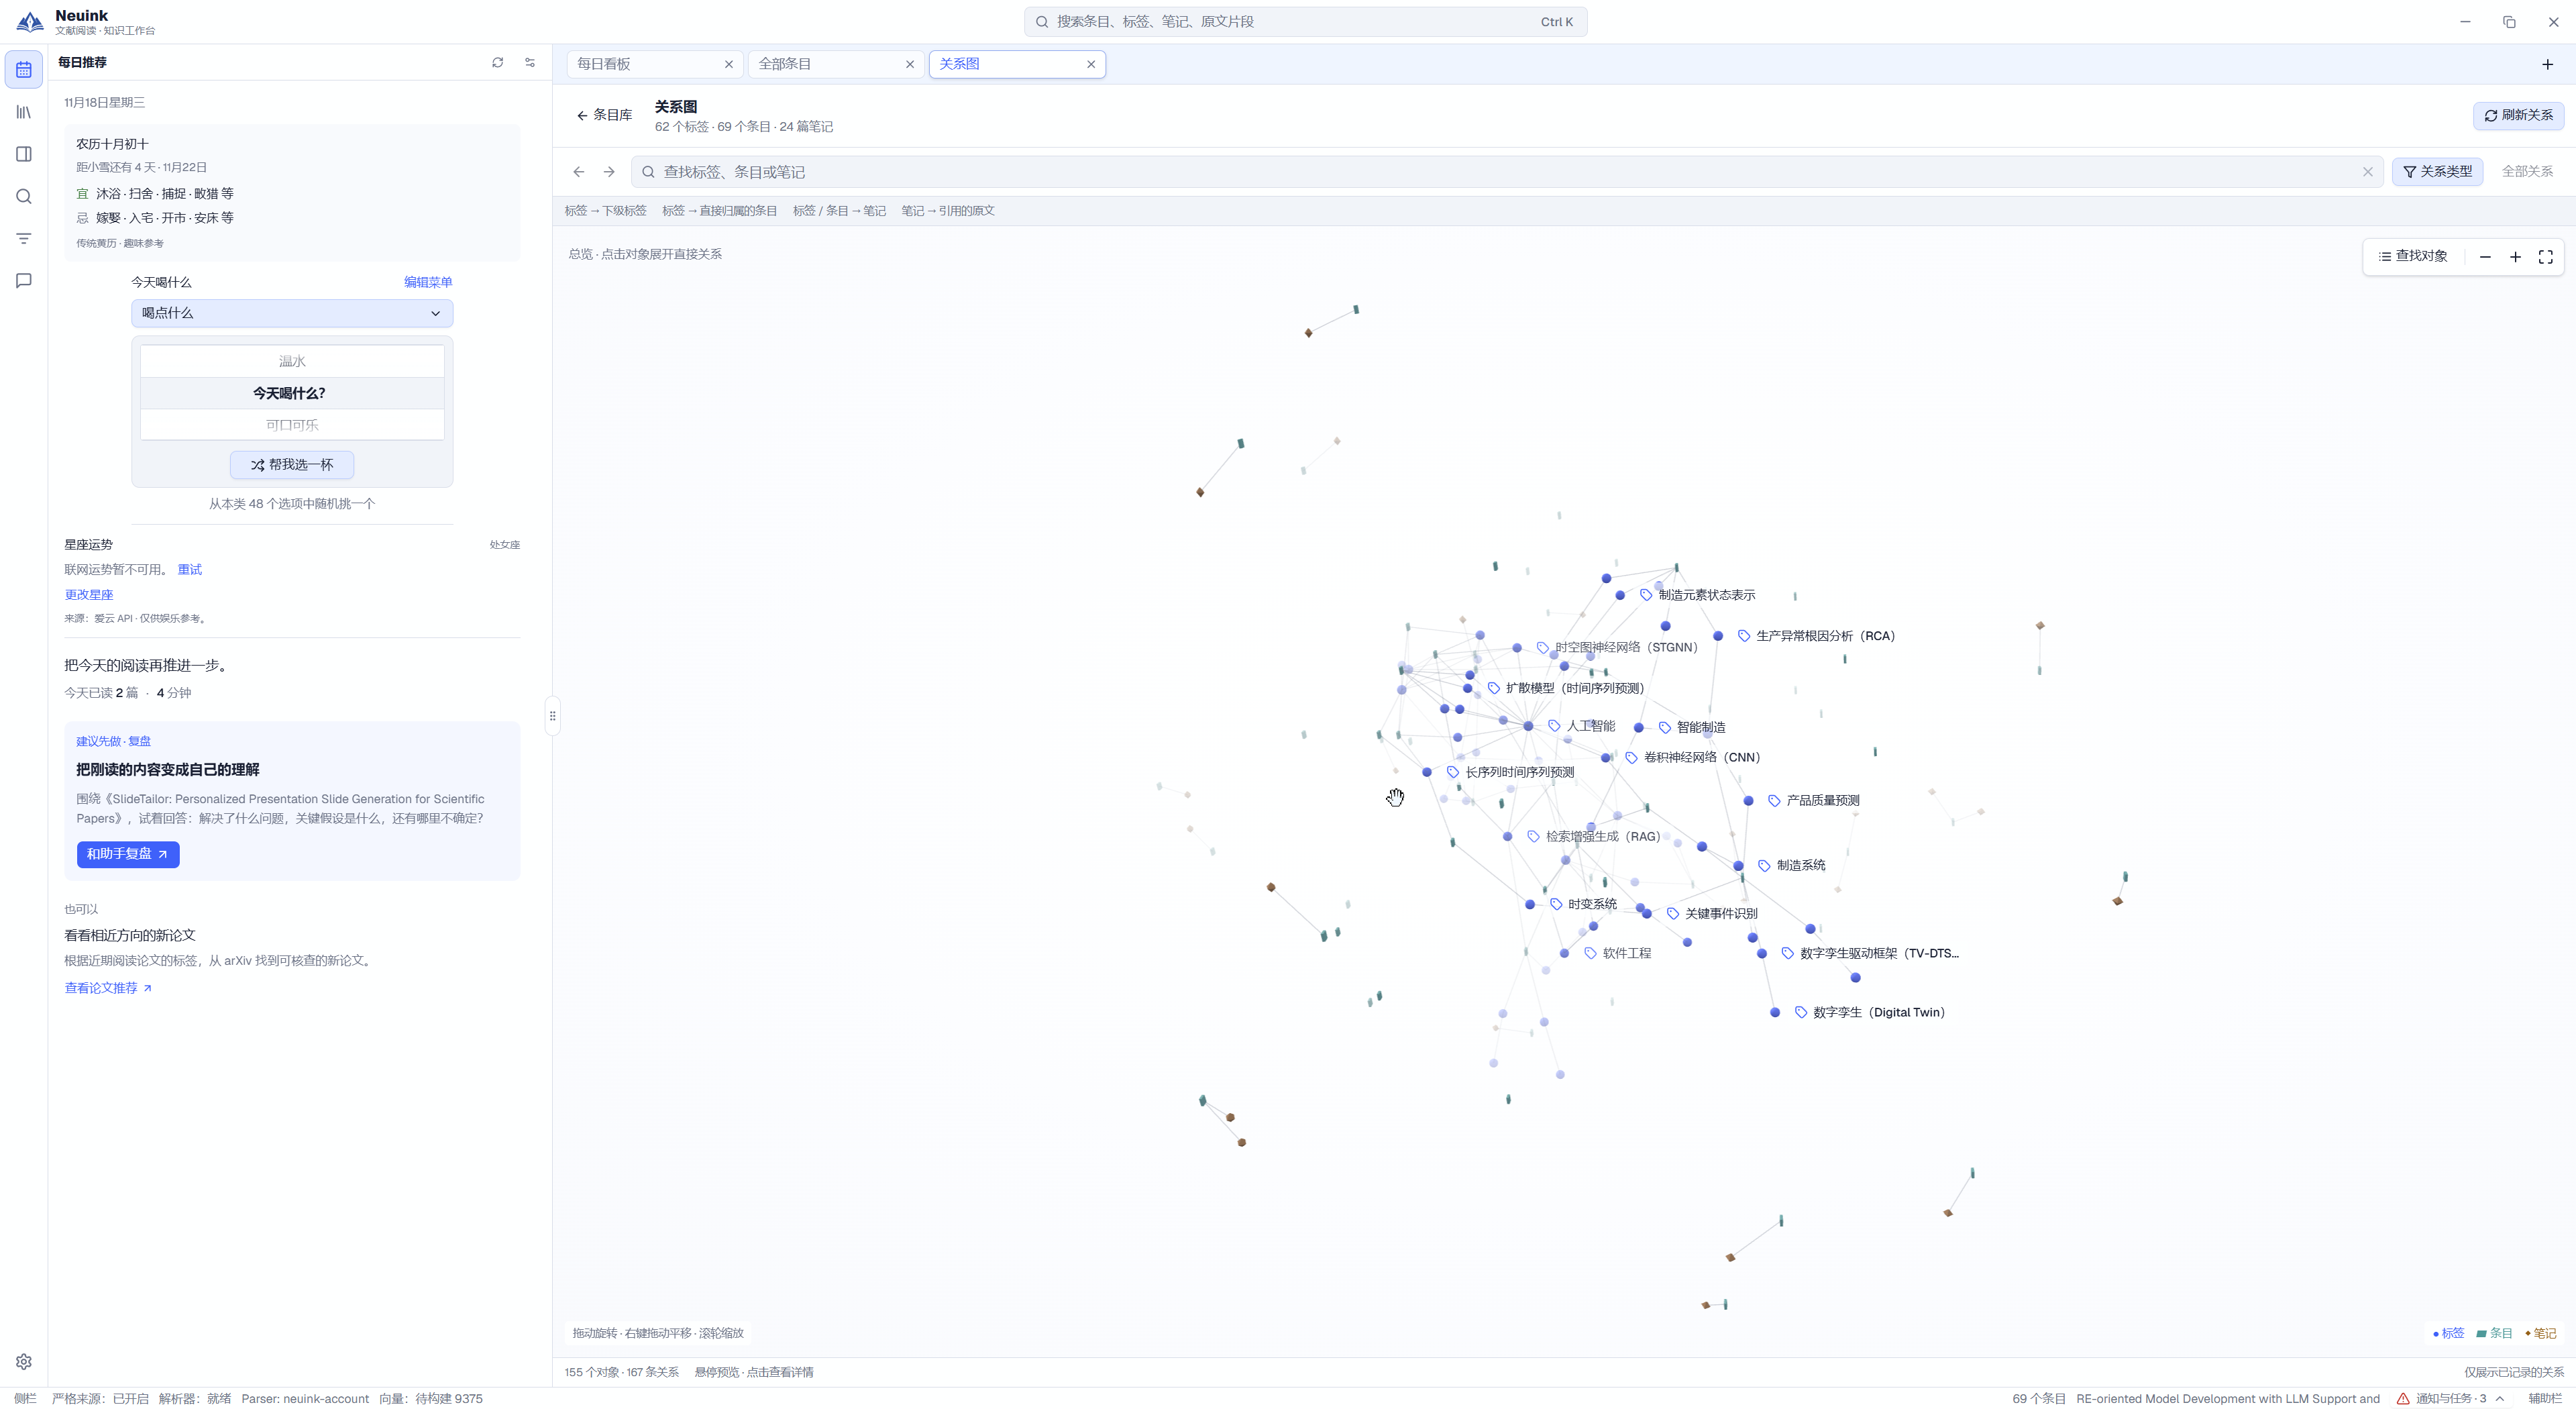 Neuink
文献阅读 · 知识工作台
搜索条目、标签、笔记、原文片段
Ctrl K
每日推荐
11月18日星期三
农历十月初十
距小雪还有 4 天 · 11月22日
宜 沐浴 · 扫舍 · 捕捉 · 畋猎 等
忌 嫁娶 · 入宅 · 开市 · 安床 等
传统黄历 · 趣味参考
今天喝什么
编辑菜单
喝点什么
温水
今天喝什么?
可口可乐
帮我选一杯
从本类 48 个选项中随机挑一个
星座运势
处女座
联网运势暂不可用。 重试
更改星座
来源：爱云 API · 仅供娱乐参考。
把今天的阅读再推进一步。
今天已读 2 篇 · 4 分钟
建议先做 · 复盘
把刚读的内容变成自己的理解
围绕《SlideTailor: Personalized Presentation Slide Generation for Scientific
Papers》，试着回答：解决了什么问题，关键假设是什么，还有哪里不确定？
和助手复盘
也可以
看看相近方向的新论文
根据近期阅读论文的标签，从 arXiv 找到可核查的新论文。
查看论文推荐
每日看板
全部条目
关系图
条目库
关系图
62 个标签 · 69 个条目 · 24 篇笔记
刷新关系
查找标签、条目或笔记
关系类型
全部关系
标签 → 下级标签
标签 → 直接归属的条目
标签 / 条目 → 笔记
笔记 → 引用的原文
总览 · 点击对象展开直接关系
查找对象
制造元素状态表示
生产异常根因分析（RCA）
时空图神经网络（STGNN）
扩散模型（时间序列预测）
人工智能
智能制造
卷积神经网络（CNN）
长序列时间序列预测
产品质量预测
检索增强生成（RAG）
制造系统
时变系统
关键事件识别
软件工程
数字孪生驱动框架（TV-DTS...
数字孪生（Digital Twin）
拖动旋转 · 右键拖动平移 · 滚轮缩放
标签
条目
笔记
155 个对象 · 167 条关系
悬停预览 · 点击查看详情
仅展示已记录的关系
侧栏
严格来源：已开启
解析器：就绪
Parser: neuink-account
向量：待构建 9375
69 个条目
RE-oriented Model Development with LLM Support and
通知与任务 · 3
辅助栏